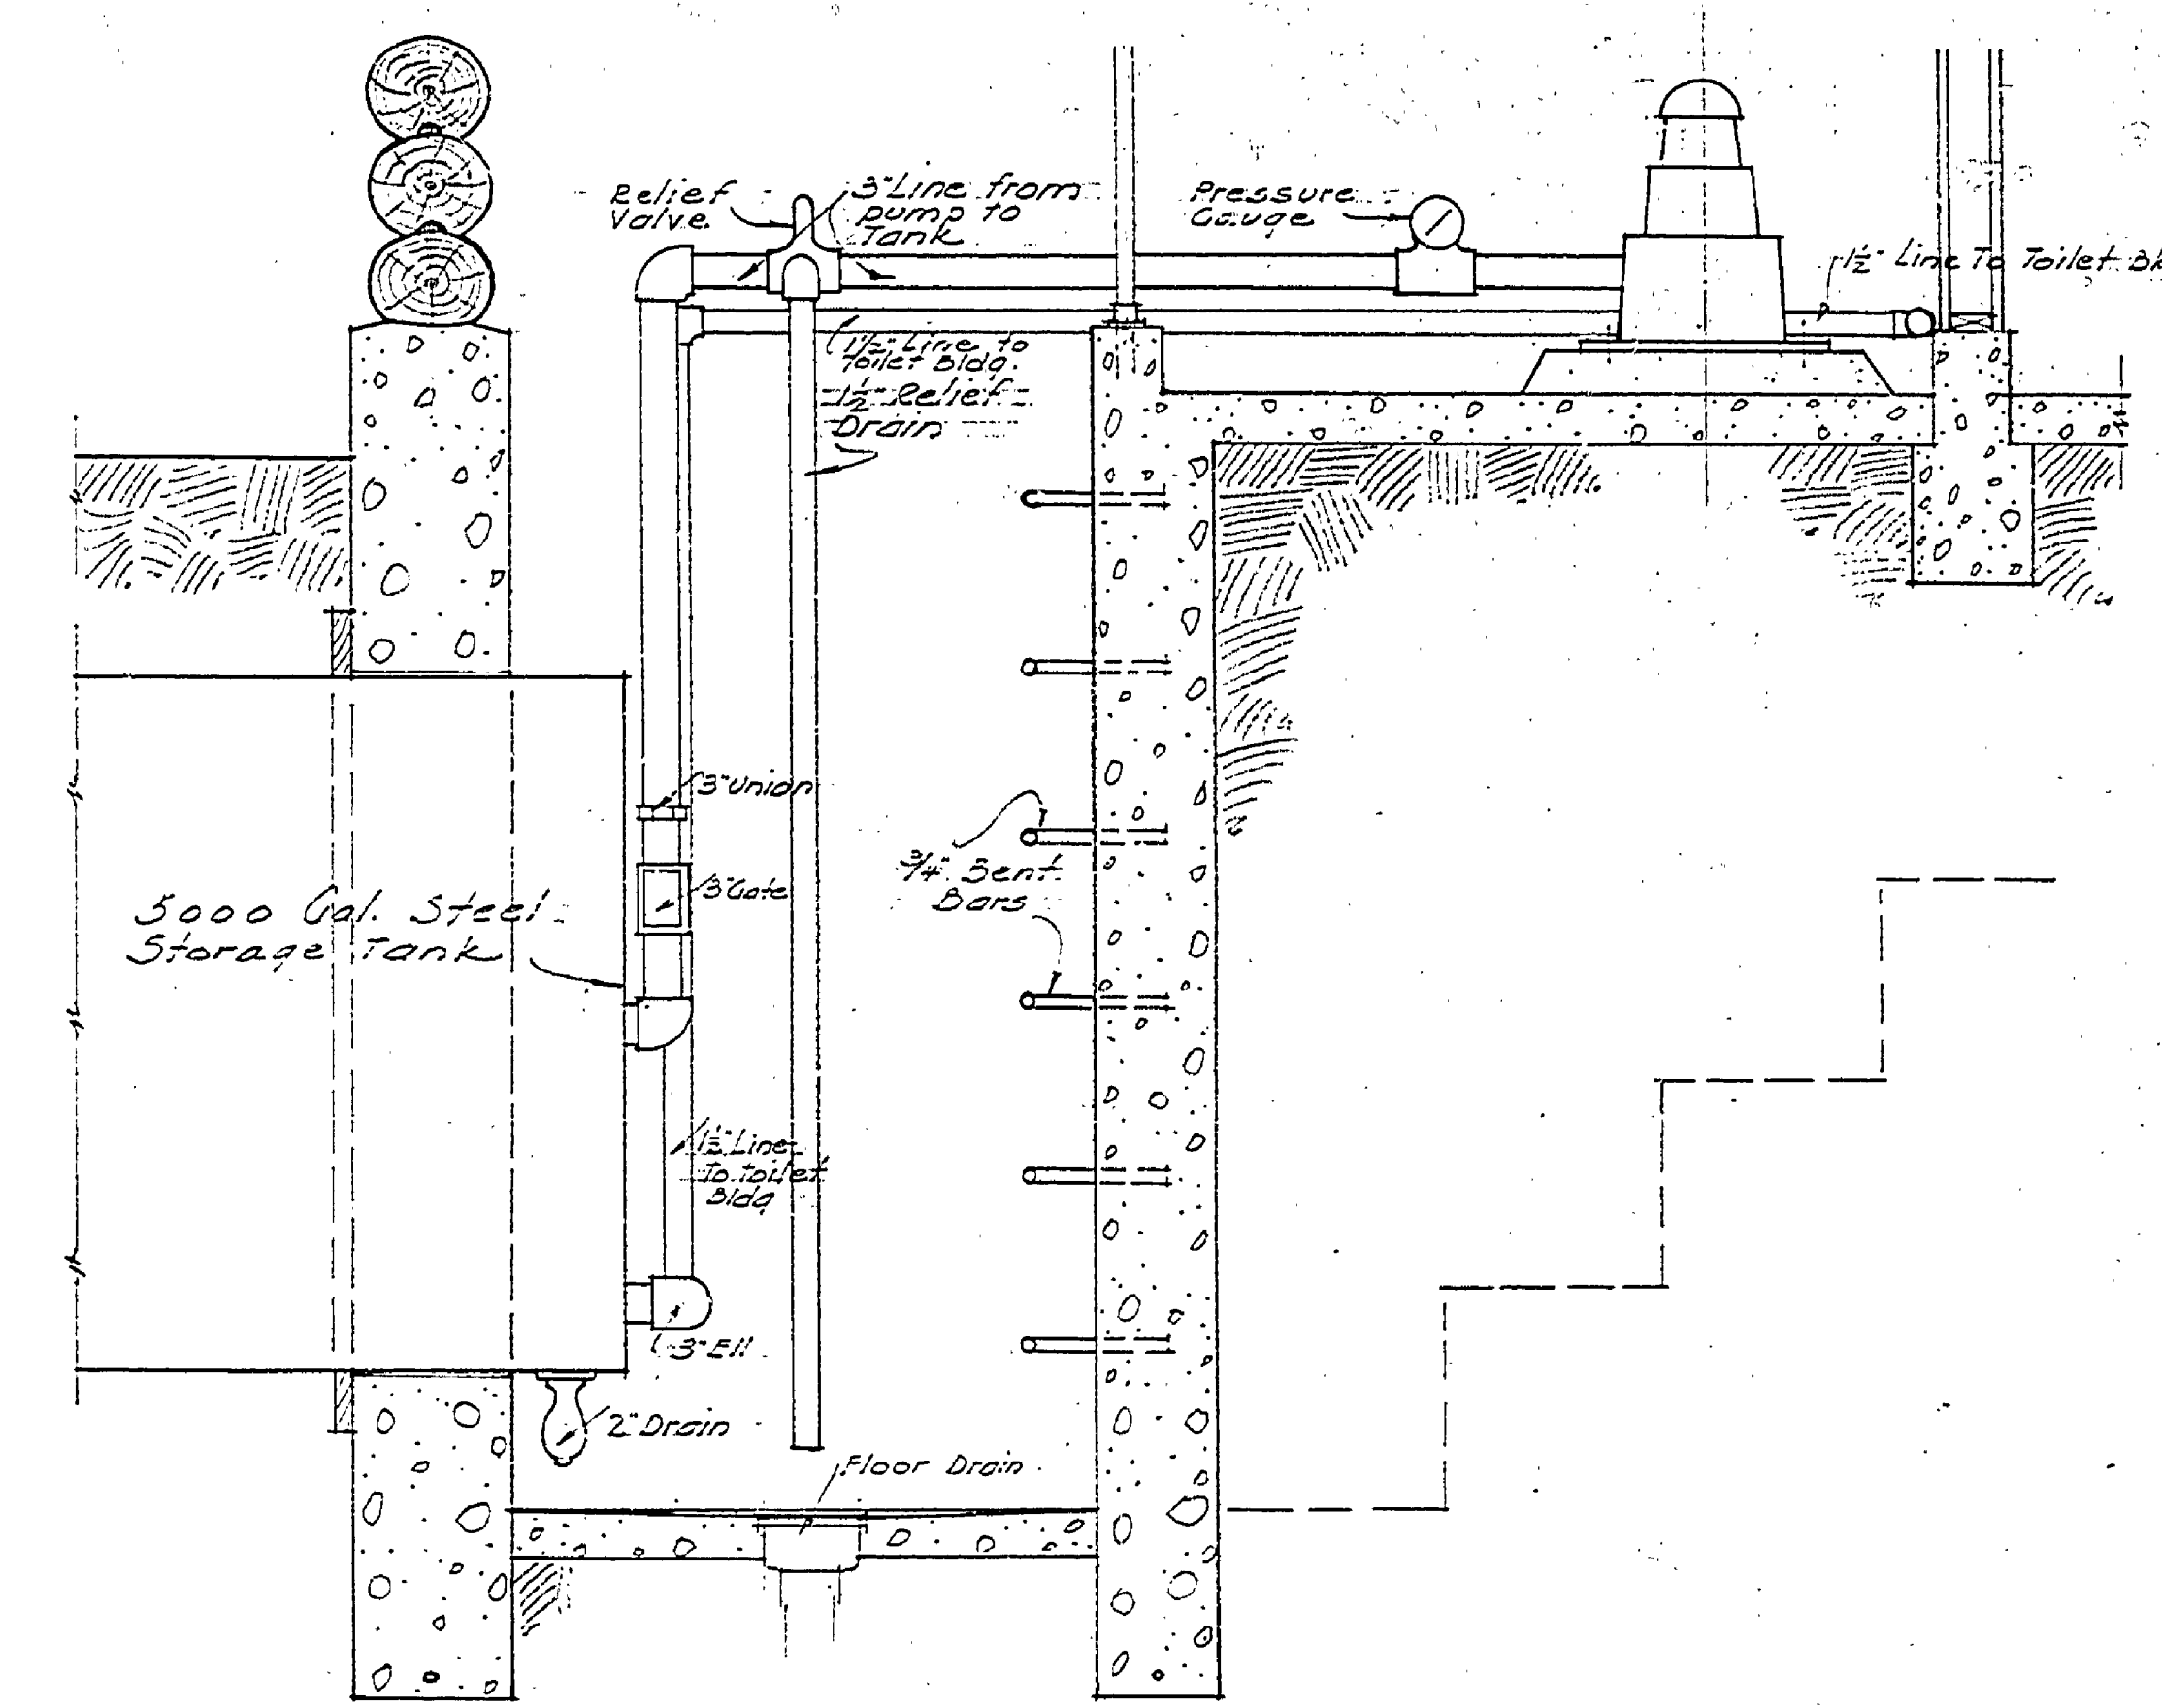 Relief
Valve
3" Line from
pump to
Tank
Pressure
Gauge
1½" Line To Toilet Bl
1½" Line to
Toilet Bldg.
1½" Relief
Drain
3" Union
3" Gate
¾" Bent
Bars
5000 Gal. Steel
Storage Tank
1½" Line
To toilet
Bldg
3" Ell
2" Drain
Floor Drain